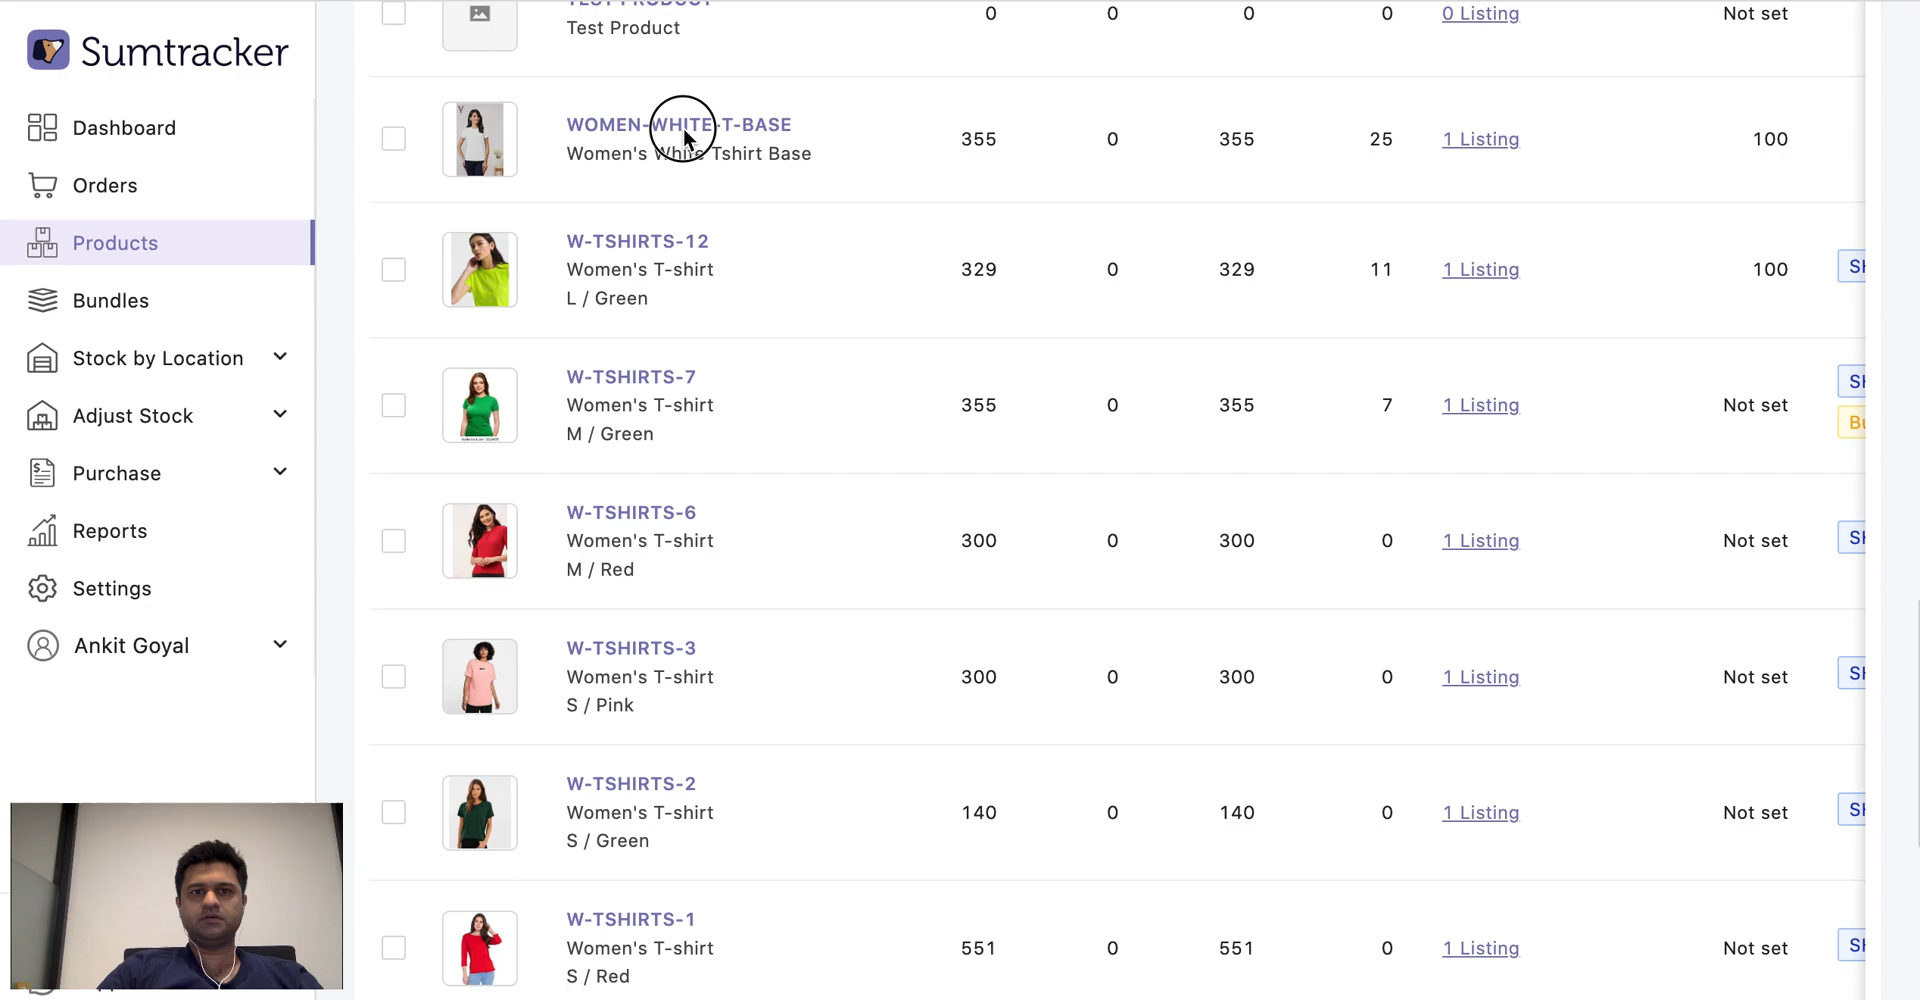 Sumtracker
Dashboard
Orders
Products
Bundles
Stock by Location
Adjust Stock
Purchase
Reports
Settings
Ankit Goyal
TEST PRODUCT
Test Product
0 0 0 0 0 Listing Not set
WOMEN-WHITE-T-BASE
Women's White Tshirt Base
355 0 355 25 1 Listing 100
W-TSHIRTS-12
Women's T-shirt
L / Green
329 0 329 11 1 Listing 100
W-TSHIRTS-7
Women's T-shirt
M / Green
355 0 355 7 1 Listing Not set
W-TSHIRTS-6
Women's T-shirt
M / Red
300 0 300 0 1 Listing Not set
W-TSHIRTS-3
Women's T-shirt
S / Pink
300 0 300 0 1 Listing Not set
W-TSHIRTS-2
Women's T-shirt
S / Green
140 0 140 0 1 Listing Not set
W-TSHIRTS-1
Women's T-shirt
S / Red
551 0 551 0 1 Listing Not set